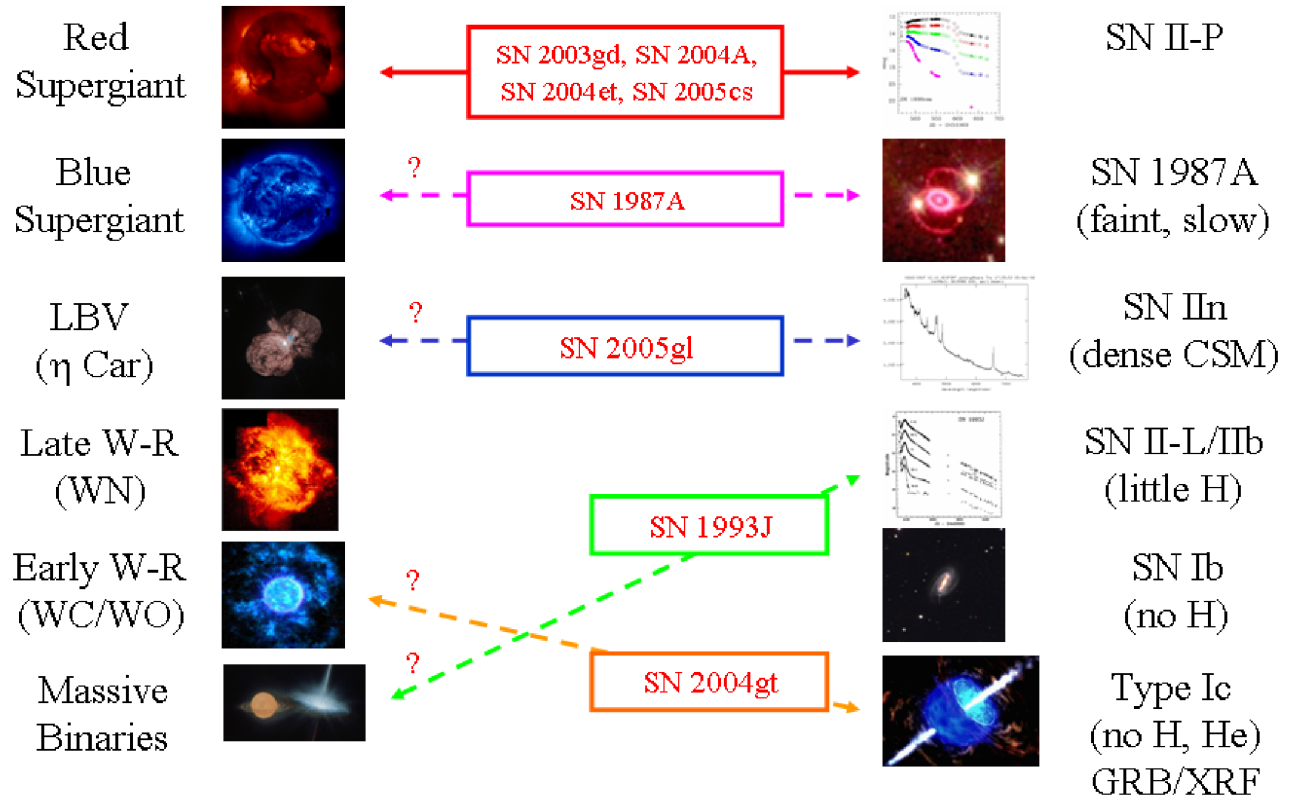 Red
Supergiant
SN 2003gd, SN 2004A,
SN 2004et, SN 2005cs
SN II-P
Blue
Supergiant
?
SN 1987A
SN 1987A
(faint, slow)
LBV
(η Car)
?
SN 2005gl
SN IIn
(dense CSM)
Late W-R
(WN)
SN 1993J
SN II-L/IIb
(little H)
Early W-R
(WC/WO)
?
SN Ib
(no H)
Massive
Binaries
?
SN 2004gt
Type Ic
(no H, He)
GRB/XRF